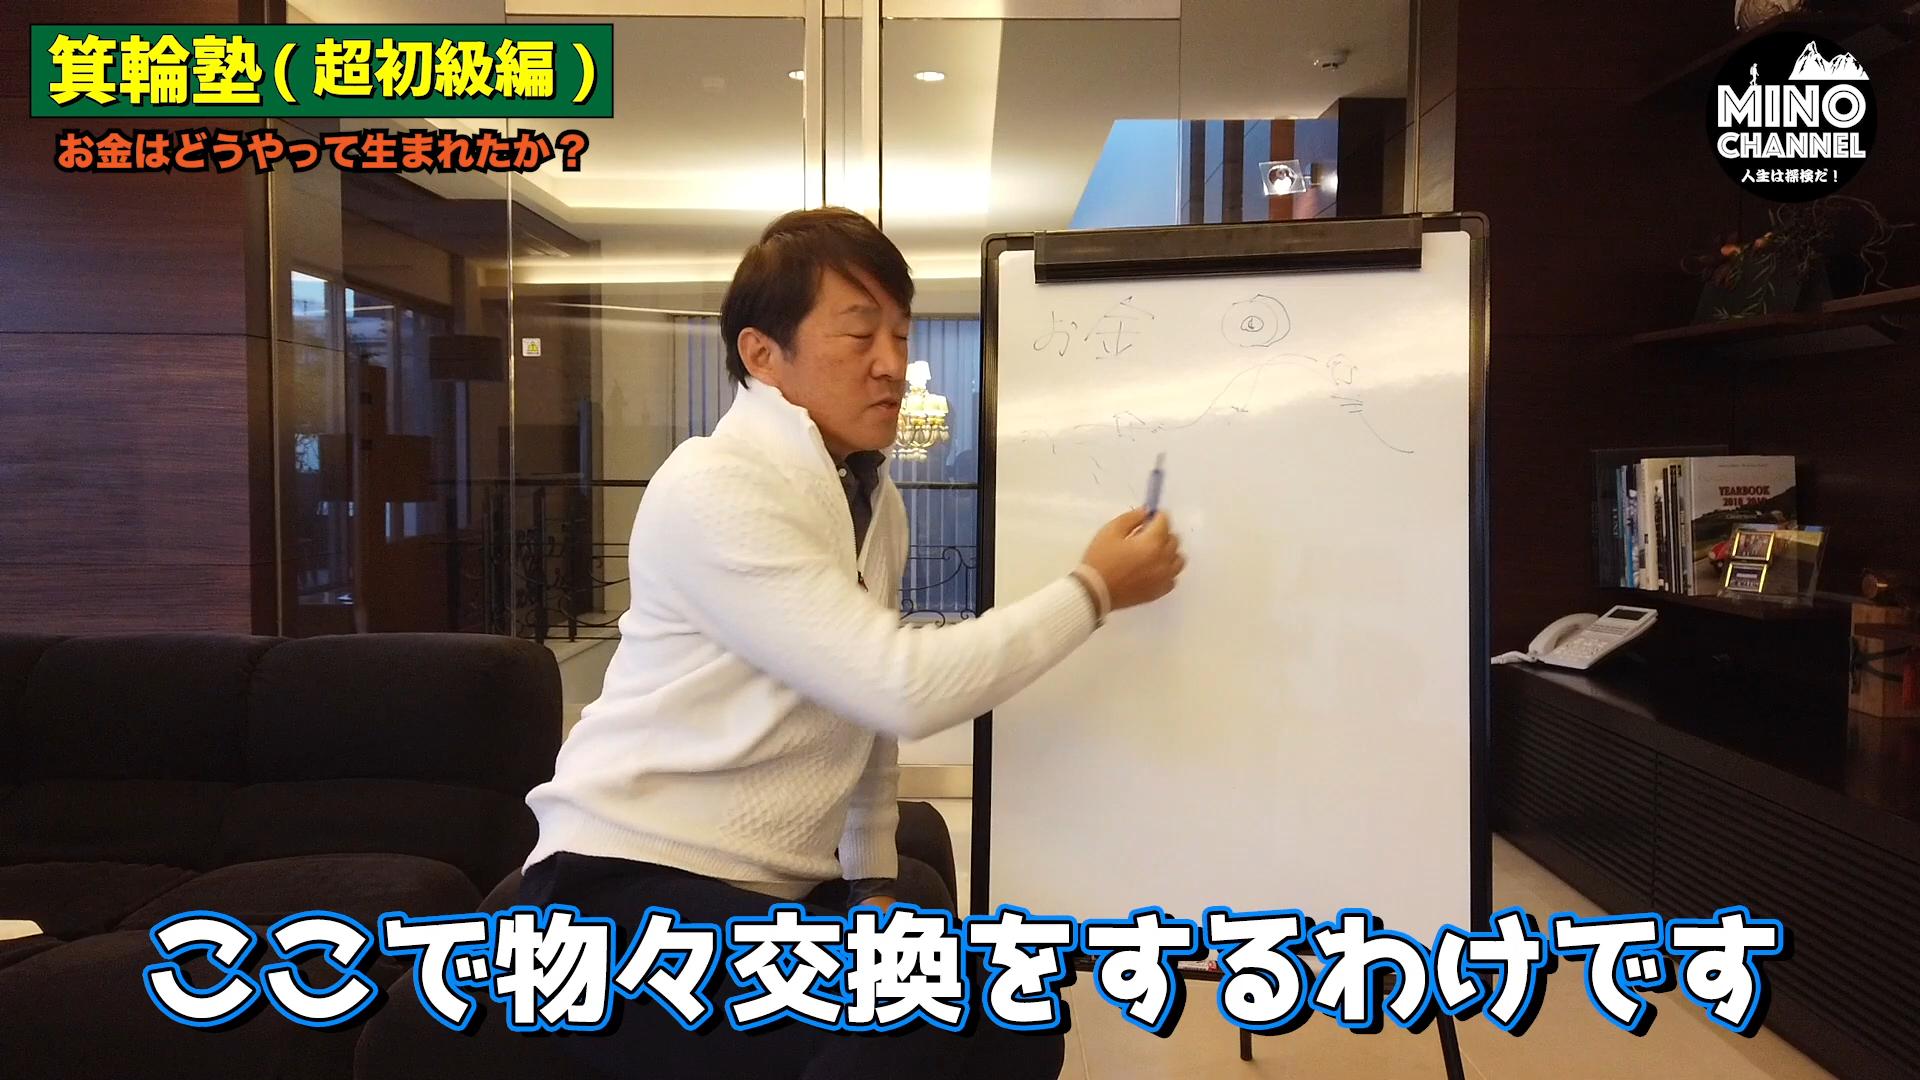 箕輪塾(超初級編)
お金はどうやって生まれたか？
MINO
CHANNEL
人生は探検だ！
お金
YEARBOOK
ここで物々交換をするわけです